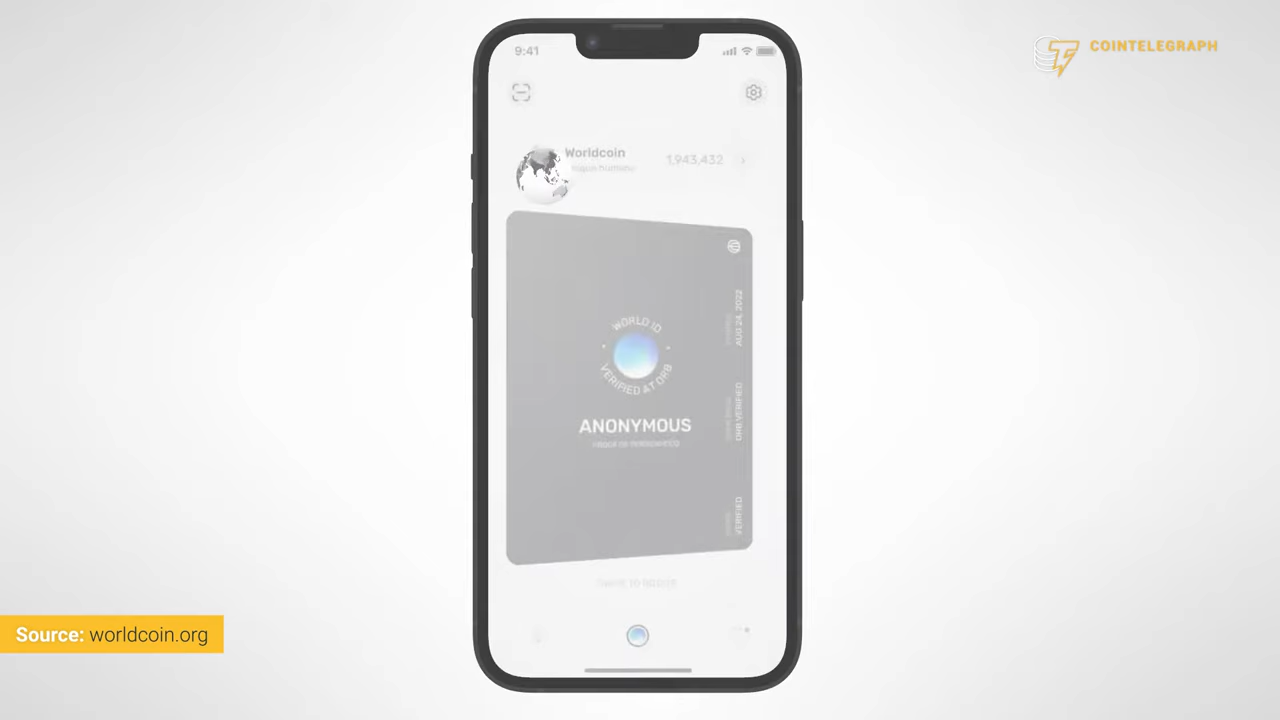 COINTELEGRAPH
9:41
Worldcoin
1,943,432
AUG 24, 2022
WORLD ID
VERIFIED AT ORB
ORB VERIFIED
ANONYMOUS
VERIFIED
Source: worldcoin.org